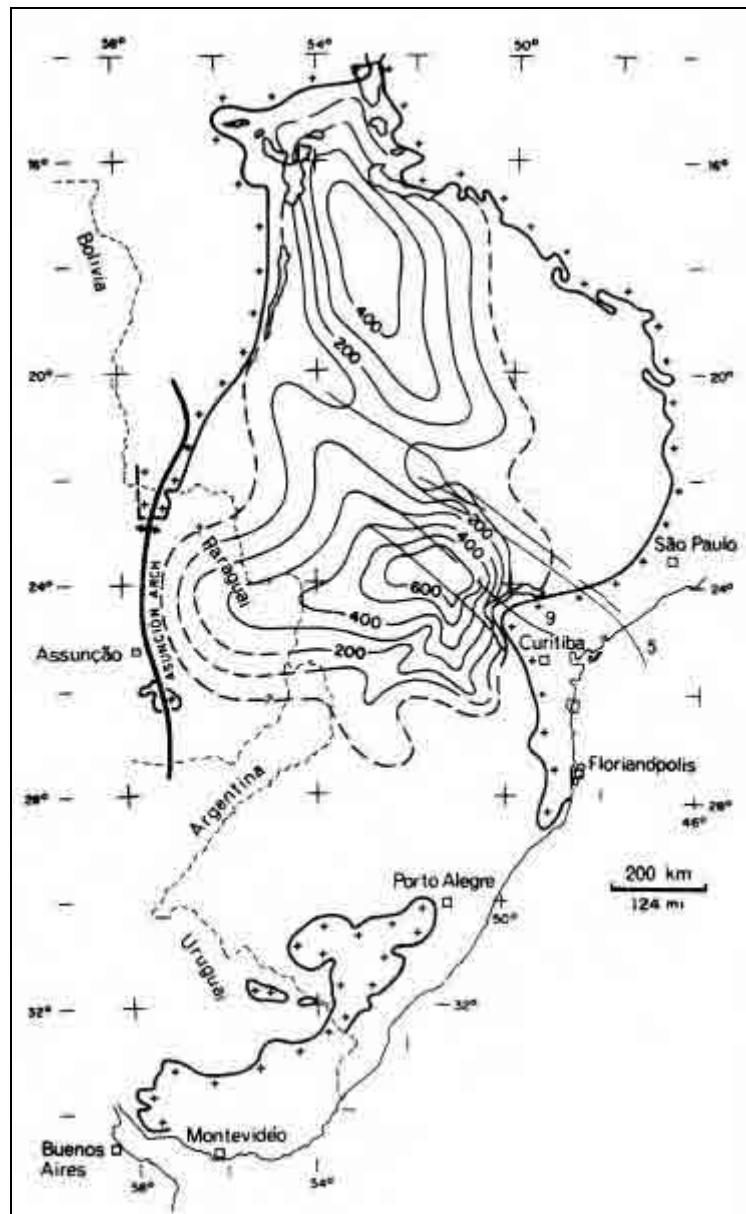 58°
54°
50°
16°
16°
Bolivia
400
200
20°
20°
200
400
São Paulo
Paraguai
600
24°
24°
ASUNCION ARCH
400
9
Curitiba
5
Assunção
200
?
Argentina
Florianópolis
28°
28°
46°
Porto Alegre
200 km
124 mi
50°
Uruguai
32°
32°
Montevidéo
Buenos
Aires
58°
54°